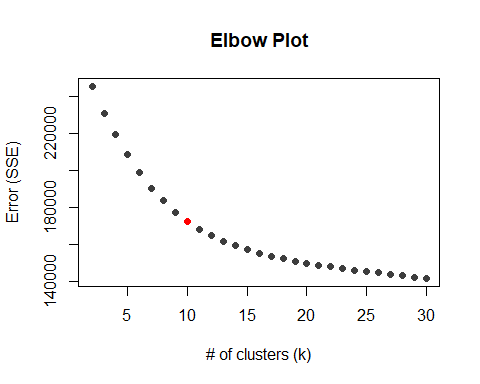 Elbow Plot
Error (SSE)
220000
180000
140000
5 10 15 20 25 30
# of clusters (k)